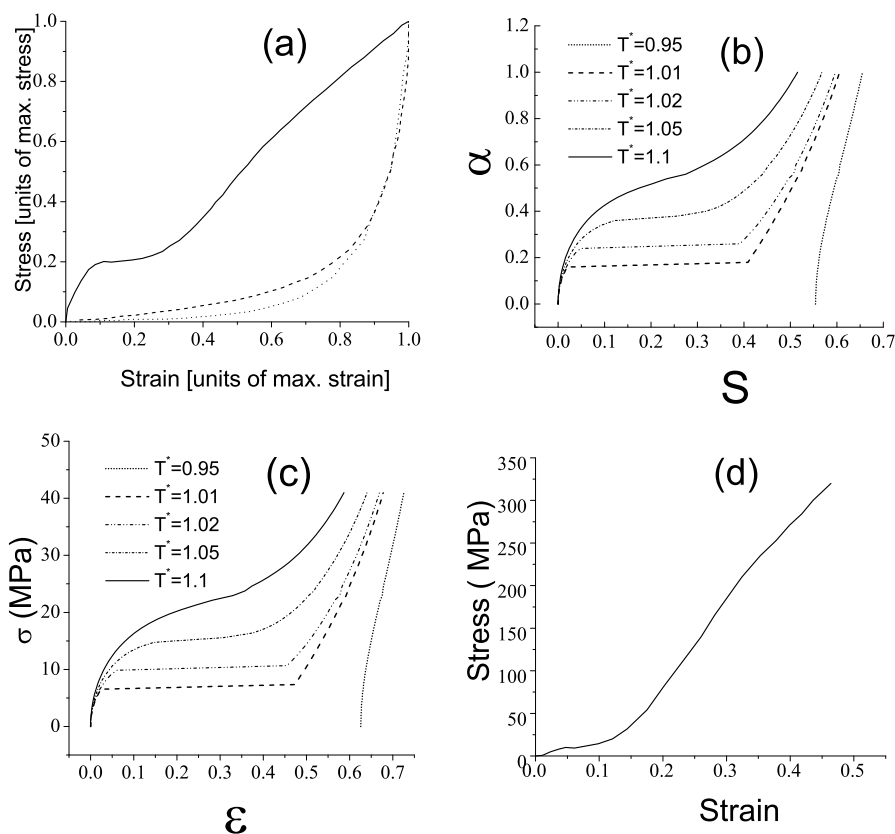 (a)
Stress [units of max. stress]
1.0
0.8
0.6
0.4
0.2
0.0
0.0 0.2 0.4 0.6 0.8 1.0
Strain [units of max. strain]
(b)
T*=0.95
T*=1.01
T*=1.02
T*=1.05
T*=1.1
α
1.2
1.0
0.8
0.6
0.4
0.2
0.0
0.0 0.1 0.2 0.3 0.4 0.5 0.6 0.7
S
(c)
T*=0.95
T*=1.01
T*=1.02
T*=1.05
T*=1.1
σ (MPa)
50
40
30
20
10
0
0.0 0.1 0.2 0.3 0.4 0.5 0.6 0.7
ε
(d)
Stress ( MPa)
350
300
250
200
150
100
50
0
0.0 0.1 0.2 0.3 0.4 0.5
Strain